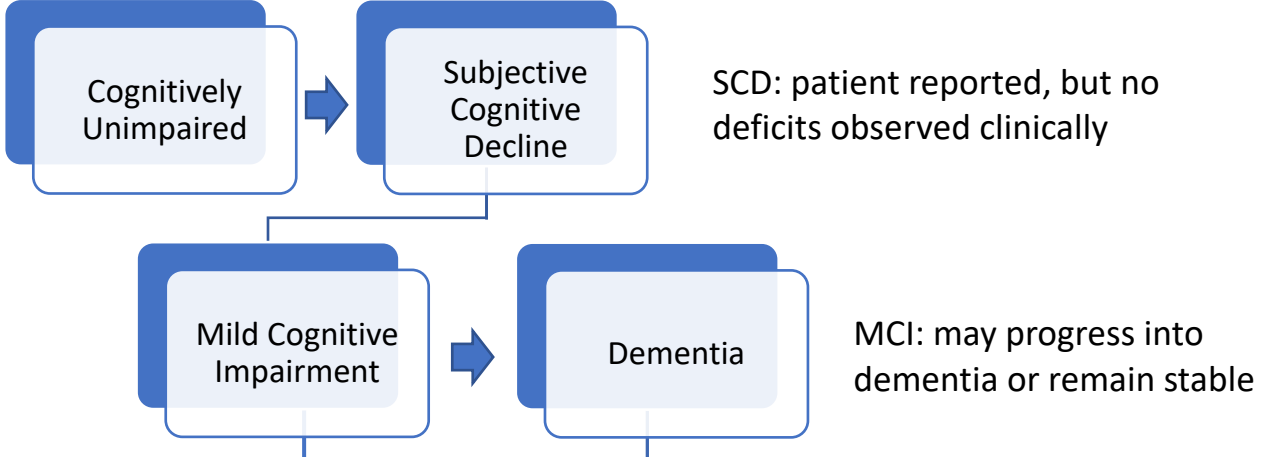 Cognitively
Unimpaired
Subjective
Cognitive
Decline
SCD: patient reported, but no
deficits observed clinically
Mild Cognitive
Impairment
Dementia
MCI: may progress into
dementia or remain stable